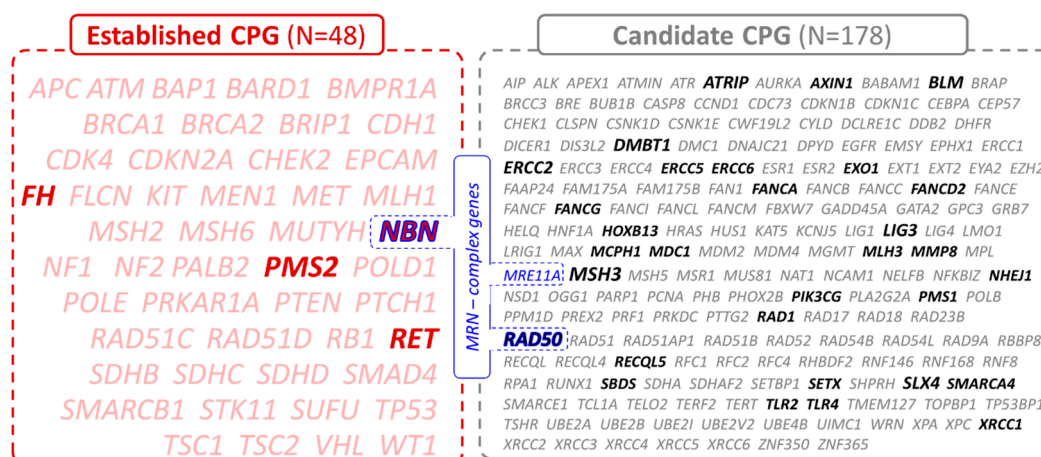 Established CPG (N=48)
APC ATM BAP1 BARD1 BMPR1A
BRCA1 BRCA2 BRIP1 CDH1
CDK4 CDKN2A CHEK2 EPCAM
FH FLCN KIT MEN1 MET MLH1
MSH2 MSH6 MUTYH NBN
NF1 NF2 PALB2 PMS2 POLD1
POLE PRKAR1A PTEN PTCH1
RAD51C RAD51D RB1 RET
SDHB SDHC SDHD SMAD4
SMARCB1 STK11 SUFU TP53
TSC1 TSC2 VHL WT1
MRN – complex genes
Candidate CPG (N=178)
AIP ALK APEX1 ATMIN ATR ATRIP AURKA AXIN1 BABAM1 BLM BRAP
BRCC3 BRE BUB1B CASP8 CCND1 CDC73 CDKN1B CDKN1C CEBPA CEP57
CHEK1 CLSPN CSNK1D CSNK1E CWF19L2 CYLD DCLRE1C DDB2 DHFR
DICER1 DIS3L2 DMBT1 DMC1 DNAJC21 DPYD EGFR EMSY EPHX1 ERCC1
ERCC2 ERCC3 ERCC4 ERCC5 ERCC6 ESR1 ESR2 EXO1 EXT1 EXT2 EYA2 EZH2
FAAP24 FAM175A FAM175B FAN1 FANCA FANCB FANCC FANCD2 FANCE
FANCF FANCG FANCI FANCL FANCM FBXW7 GADD45A GATA2 GPC3 GRB7
HELQ HNF1A HOXB13 HRAS HUS1 KAT5 KCNJ5 LIG1 LIG3 LIG4 LMO1
LRIG1 MAX MCPH1 MDC1 MDM2 MDM4 MGMT MLH3 MMP8 MPL
MRE11A MSH3 MSH5 MSR1 MUS81 NAT1 NCAM1 NELFB NFKBIZ NHEJ1
NSD1 OGG1 PARP1 PCNA PHB PHOX2B PIK3CG PLA2G2A PMS1 POLB
PPM1D PREX2 PRF1 PRKDC PTTG2 RAD1 RAD17 RAD18 RAD23B
RAD50 RAD51 RAD51AP1 RAD51B RAD52 RAD54B RAD54L RAD9A RBBP8
RECQL RECQL4 RECQL5 RFC1 RFC2 RFC4 RHBDF2 RNF146 RNF168 RNF8
RPA1 RUNX1 SBDS SDHA SDHAF2 SETBP1 SETX SHPRH SLX4 SMARCA4
SMARCE1 TCL1A TELO2 TERF2 TERT TLR2 TLR4 TMEM127 TOPBP1 TP53BP1
TSHR UBE2A UBE2B UBE2I UBE2V2 UBE4B UIMC1 WRN XPA XPC XRCC1
XRCC2 XRCC3 XRCC4 XRCC5 XRCC6 ZNF350 ZNF365